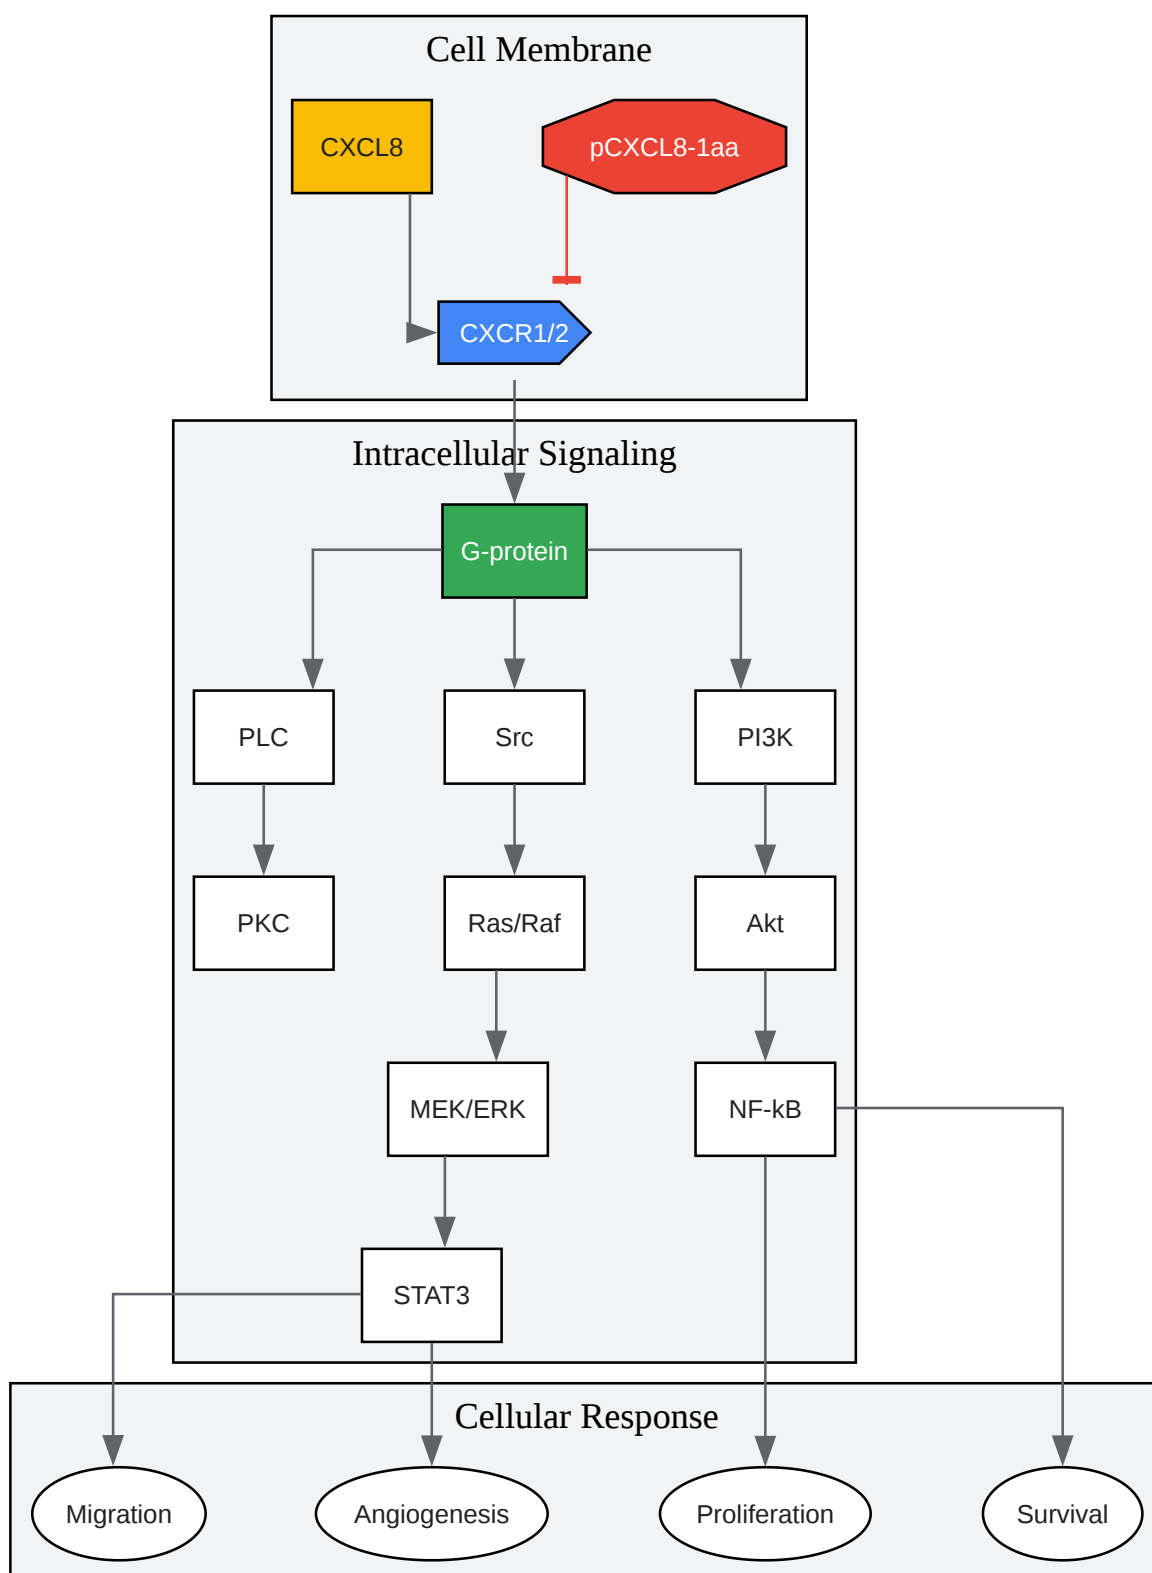 Cell Membrane
CXCL8
pCXCL8-1aa
CXCR1/2
Intracellular Signaling
G-protein
PLC
Src
PI3K
PKC
Ras/Raf
Akt
MEK/ERK
NF-kB
STAT3
Cellular Response
Migration
Angiogenesis
Proliferation
Survival